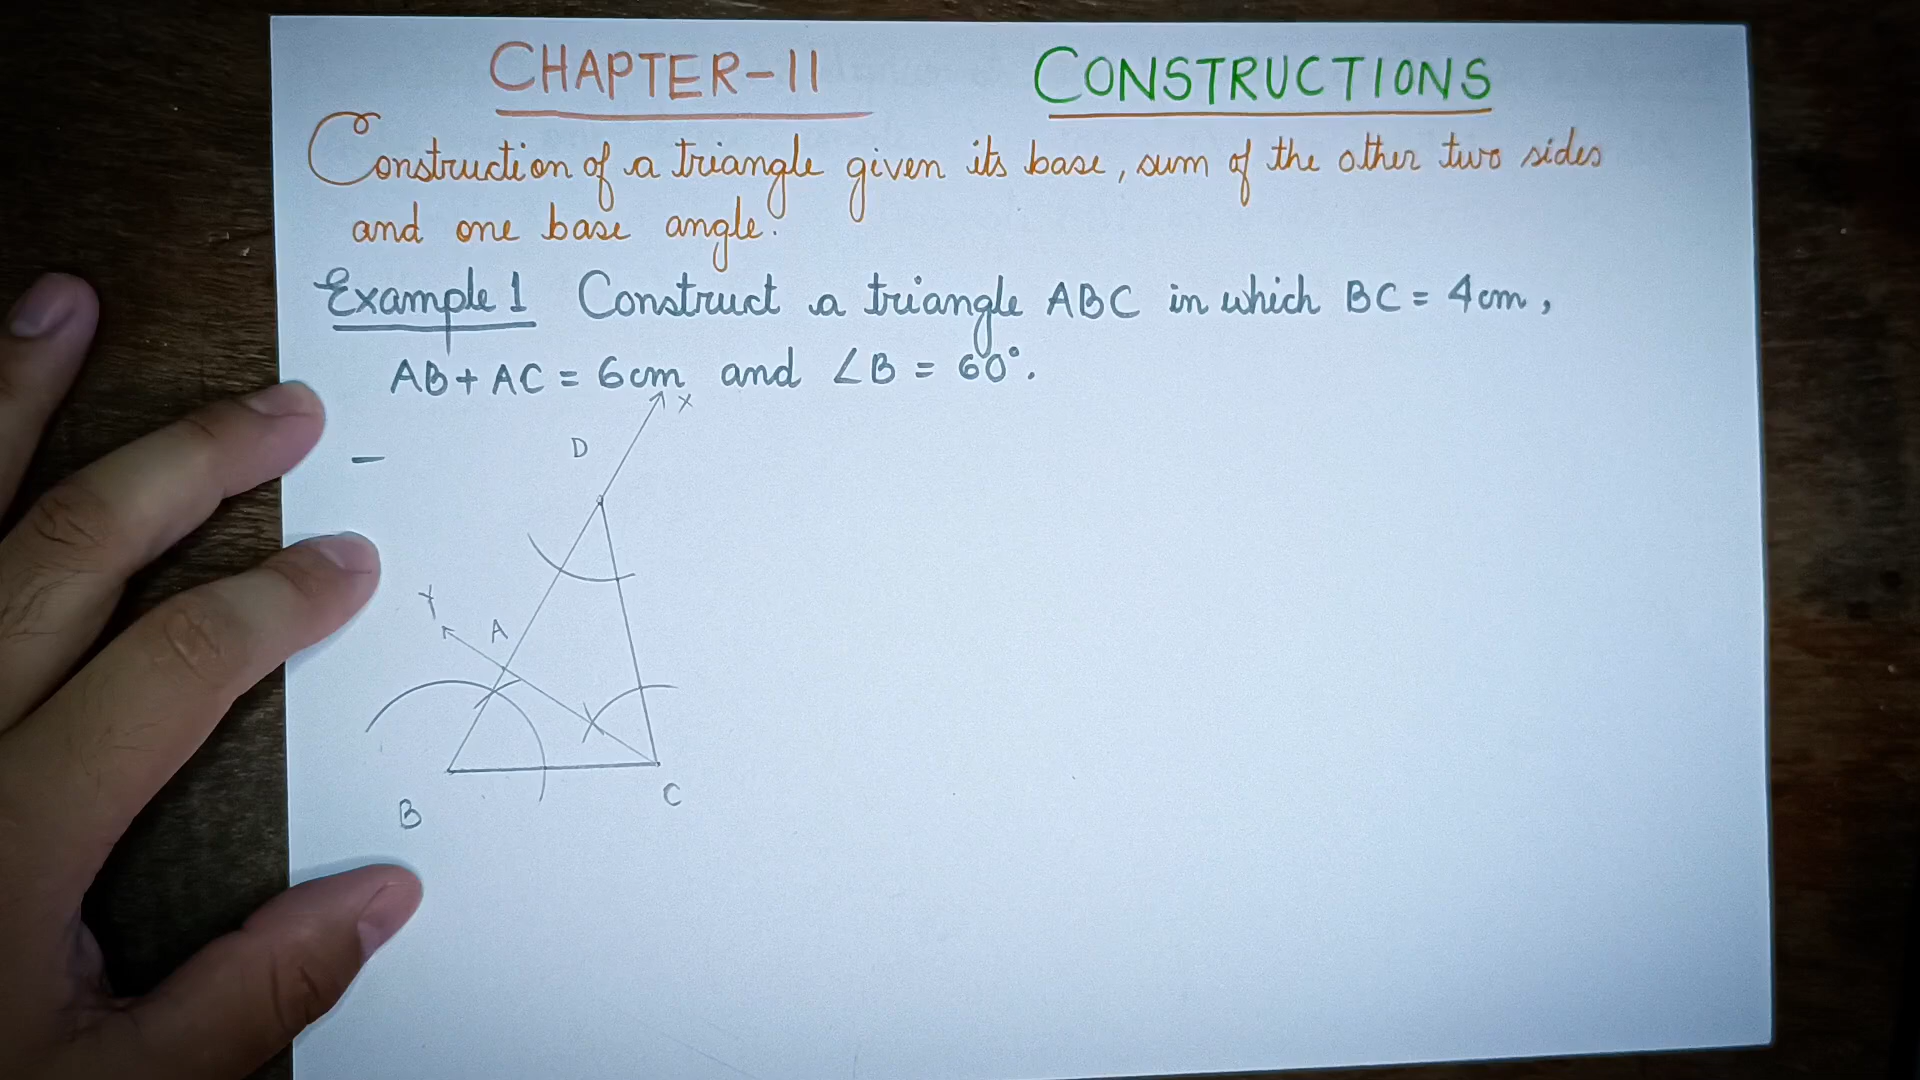 CHAPTER-11 CONSTRUCTIONS
Construction of a triangle given its base, sum of the other two sides
and one base angle.
Example 1 Construct a triangle ABC in which BC = 4cm,
AB + AC = 6cm and ∠B = 60°.
X
D
-
Y
A
C
B